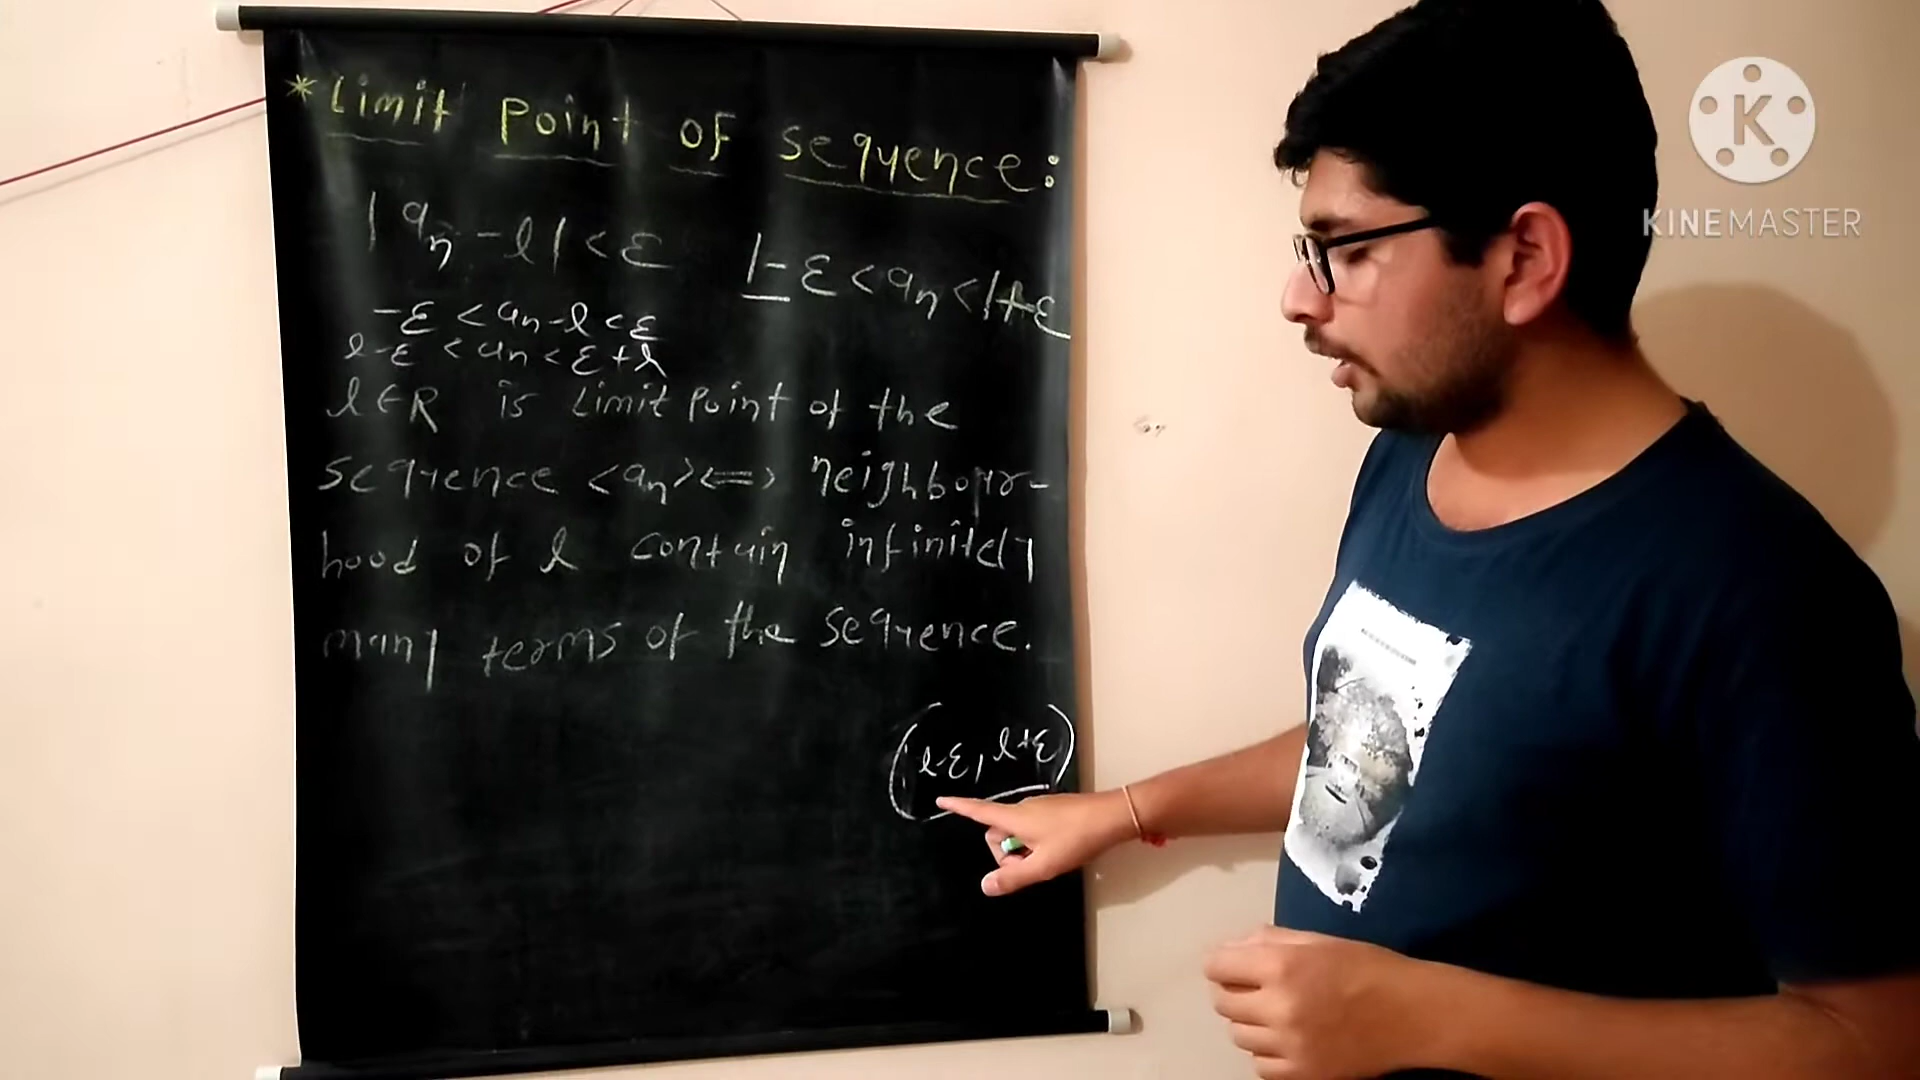 * Limit Point of sequence:
|aₙ - l| < ε
l - ε < aₙ < l + ε
-ε < aₙ - l < ε
l - ε < aₙ < ε + l
l ∈ R is Limit Point of the
sequence <aₙ> <=> neighbour-
hood of l contain infinitely
many terms of the sequence.
(l-ε, l+ε)
K
KINEMASTER